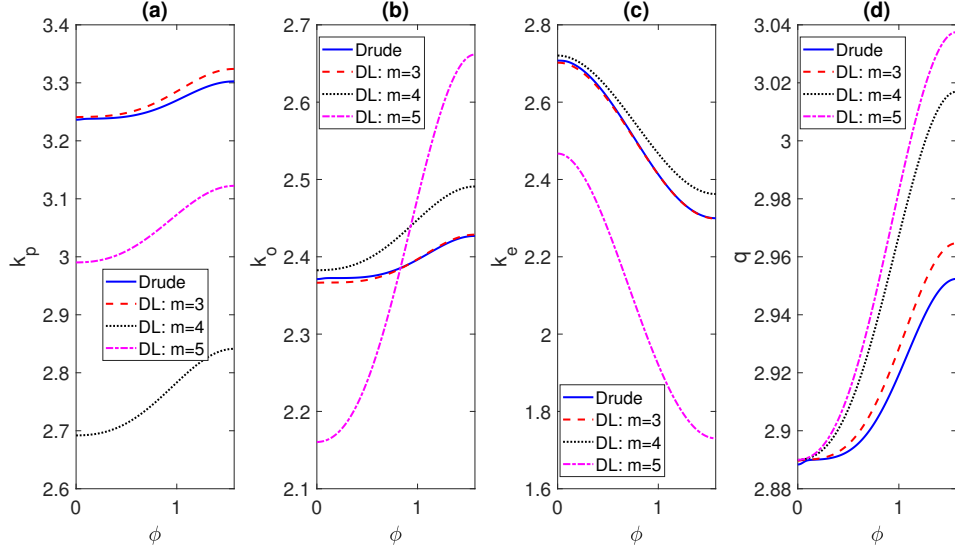 (a)
3.4
3.3
3.2
3.1
3
2.9
2.8
2.7
2.6
k_p
0
1
ϕ
Drude
DL: m=3
DL: m=4
DL: m=5
(b)
2.7
2.6
2.5
2.4
2.3
2.2
2.1
k_o
0
1
ϕ
Drude
DL: m=3
DL: m=4
DL: m=5
(c)
2.8
2.6
2.4
2.2
2
1.8
1.6
k_e
0
1
ϕ
Drude
DL: m=3
DL: m=4
DL: m=5
(d)
3.04
3.02
3
2.98
2.96
2.94
2.92
2.9
2.88
q
0
1
ϕ
Drude
DL: m=3
DL: m=4
DL: m=5